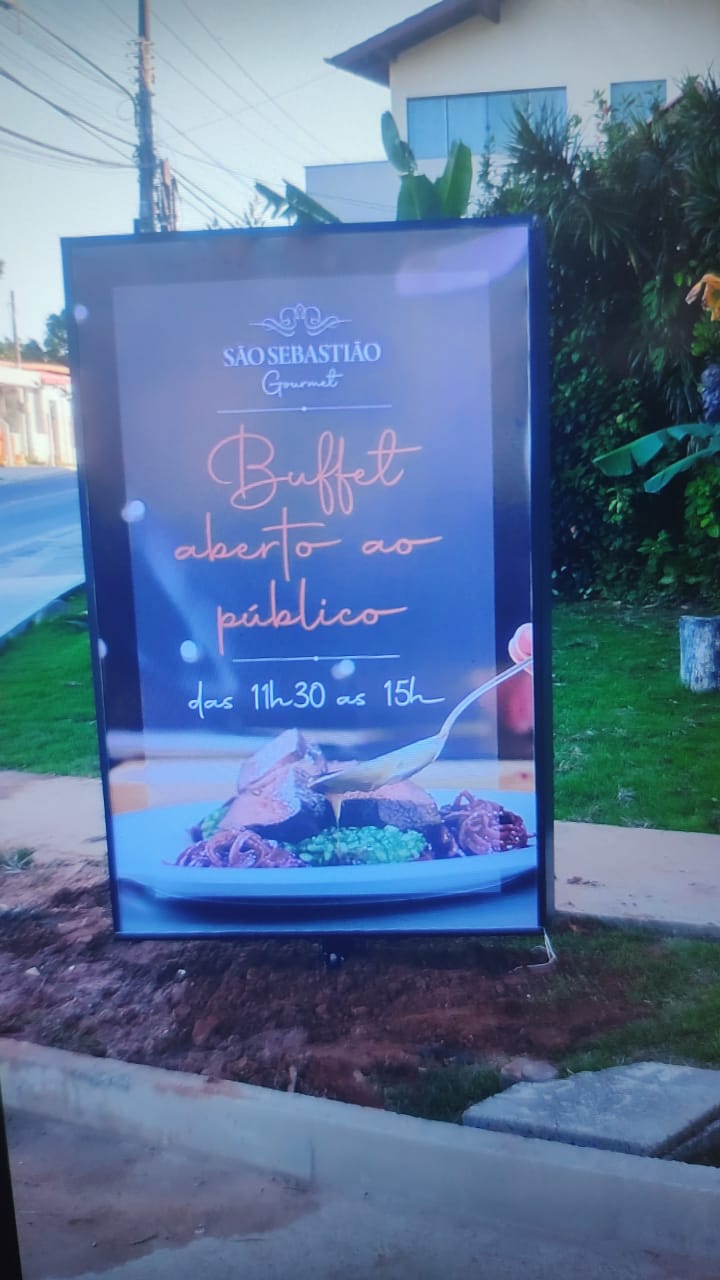 SÃO SEBASTIÃO
Gourmet
Buffet
aberto ao
público
das 11h30 as 15h